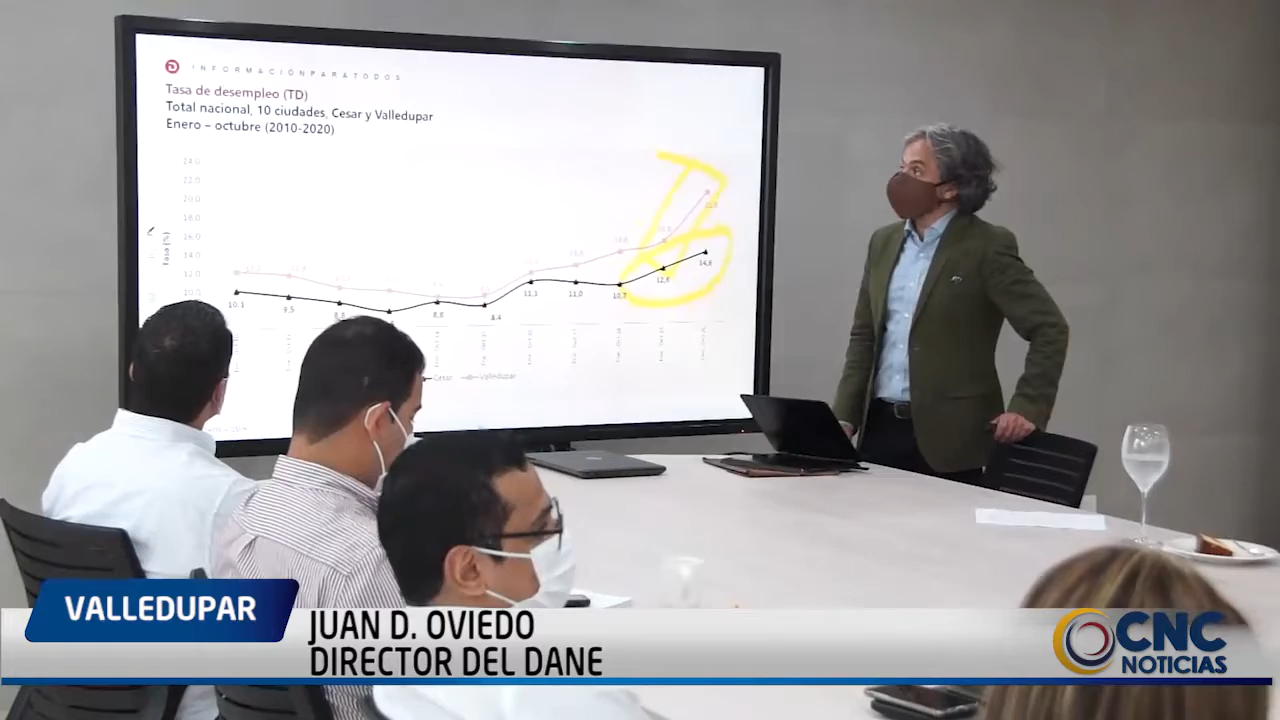 INFORMACIÓNPARATODOS
Tasa de desempleo (TD)
Total nacional, 10 ciudades, Cesar y Valledupar
Enero – octubre (2010-2020)
24.0
22.0
20.0
18.0
16.0
14.0
12.0
10.0
Tasa (%)
10,1
9,5
8,8
8,4
11,3
11,0
10,7
12,6
14,6
Cesar
Valledupar
VALLEDUPAR
JUAN D. OVIEDO
DIRECTOR DEL DANE
CNC
NOTICIAS